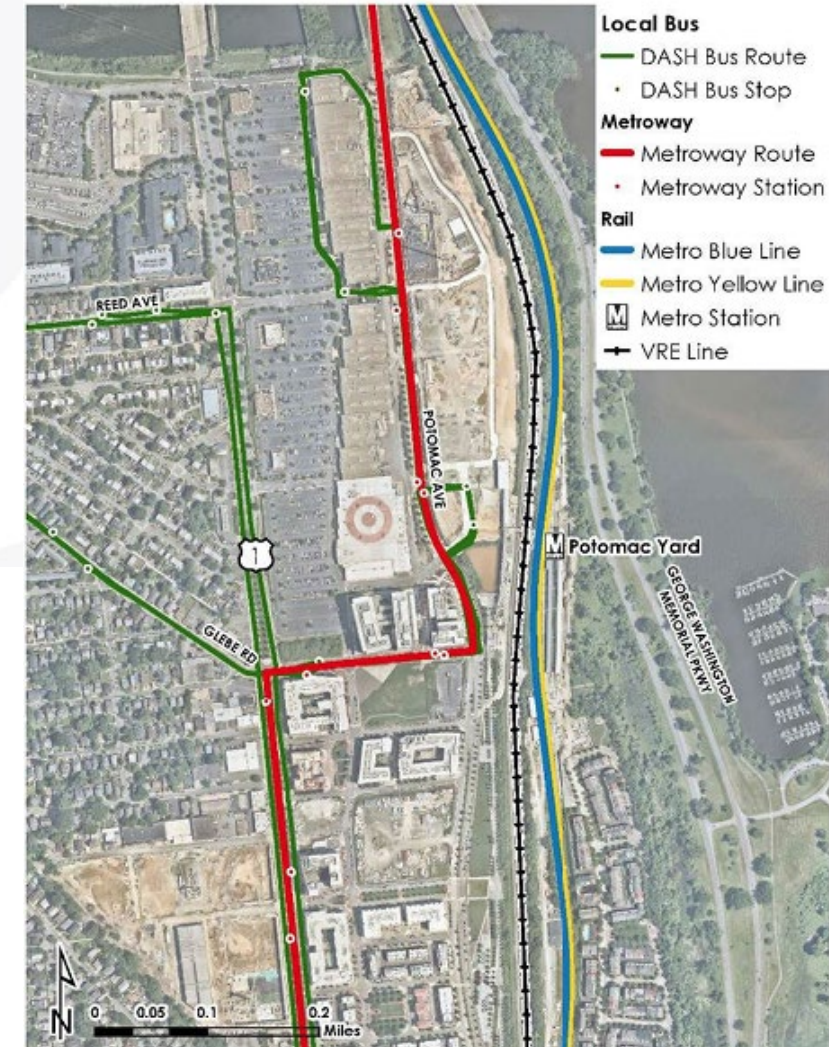 Local Bus
DASH Bus Route
DASH Bus Stop
Metroway
Metroway Route
Metroway Station
Rail
Metro Blue Line
Metro Yellow Line
M Metro Station
VRE Line
REED AVE
POTOMAC AVE
1
M Potomac Yard
GLEBE RD
GEORGE WASHINGTON
MEMORIAL PKWY
N
0 0.05 0.1 0.2
Miles